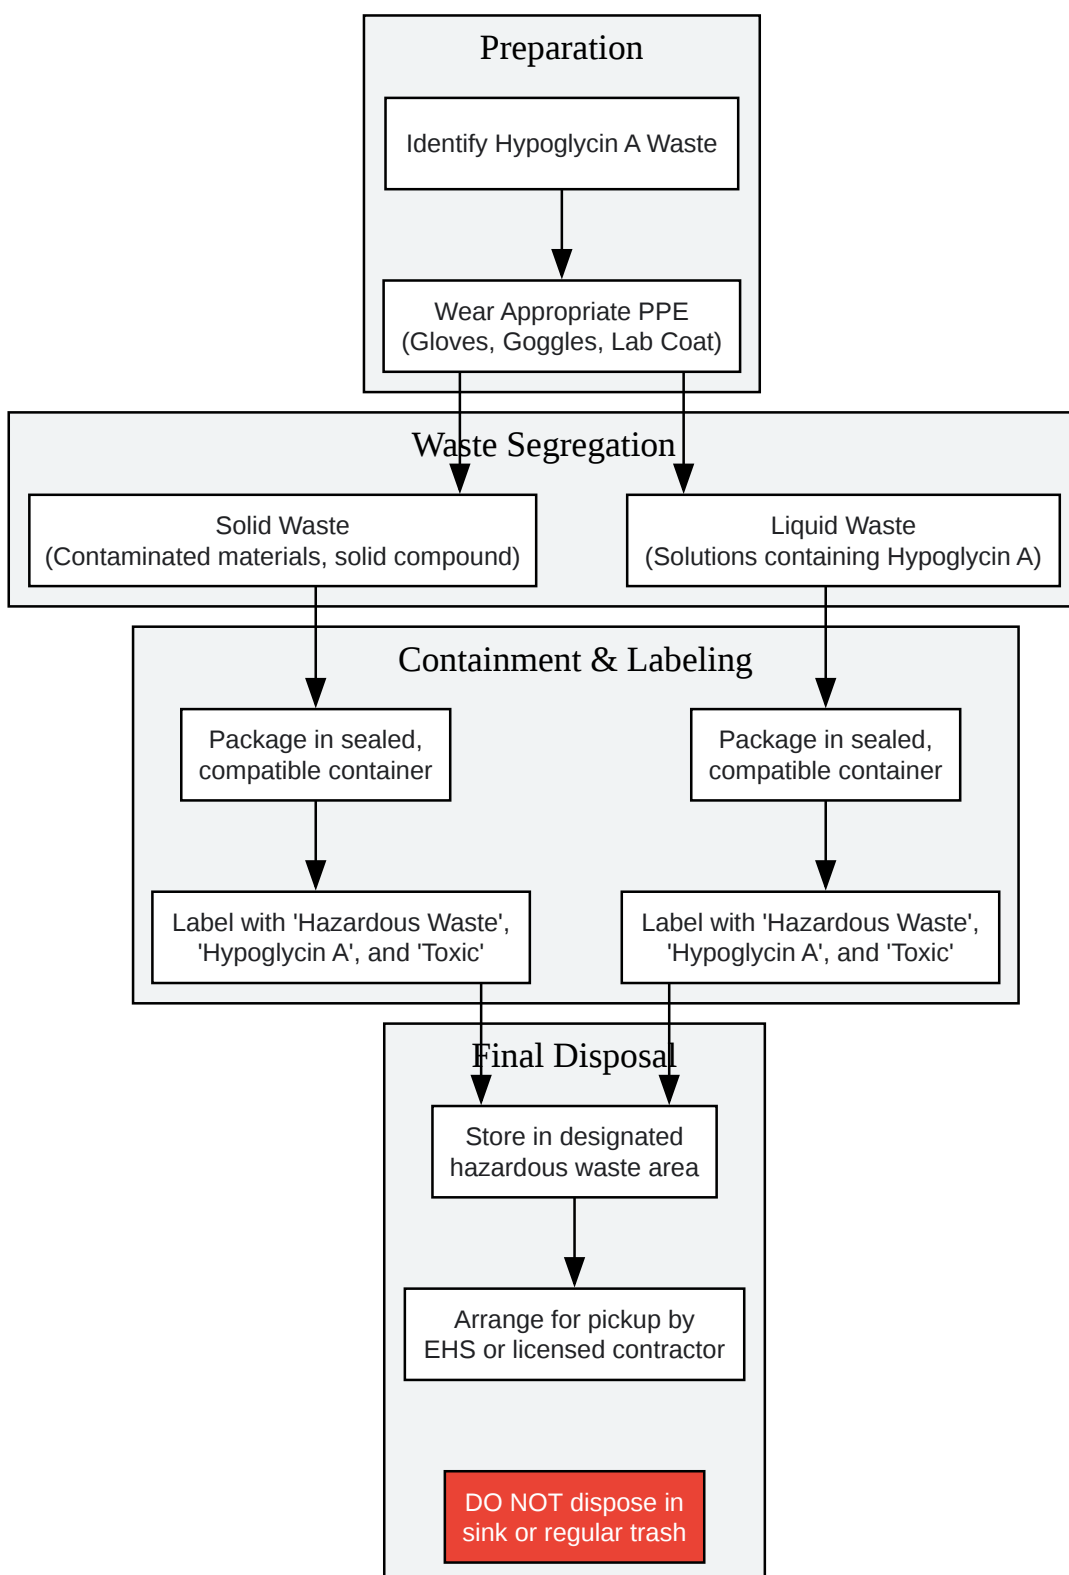 Preparation
Identify Hypoglycin A Waste
Wear Appropriate PPE
(Gloves, Goggles, Lab Coat)
Waste Segregation
Solid Waste
(Contaminated materials, solid compound)
Liquid Waste
(Solutions containing Hypoglycin A)
Containment & Labeling
Package in sealed,
compatible container
Package in sealed,
compatible container
Label with 'Hazardous Waste',
'Hypoglycin A', and 'Toxic'
Label with 'Hazardous Waste',
'Hypoglycin A', and 'Toxic'
Final Disposal
Store in designated
hazardous waste area
Arrange for pickup by
EHS or licensed contractor
DO NOT dispose in
sink or regular trash